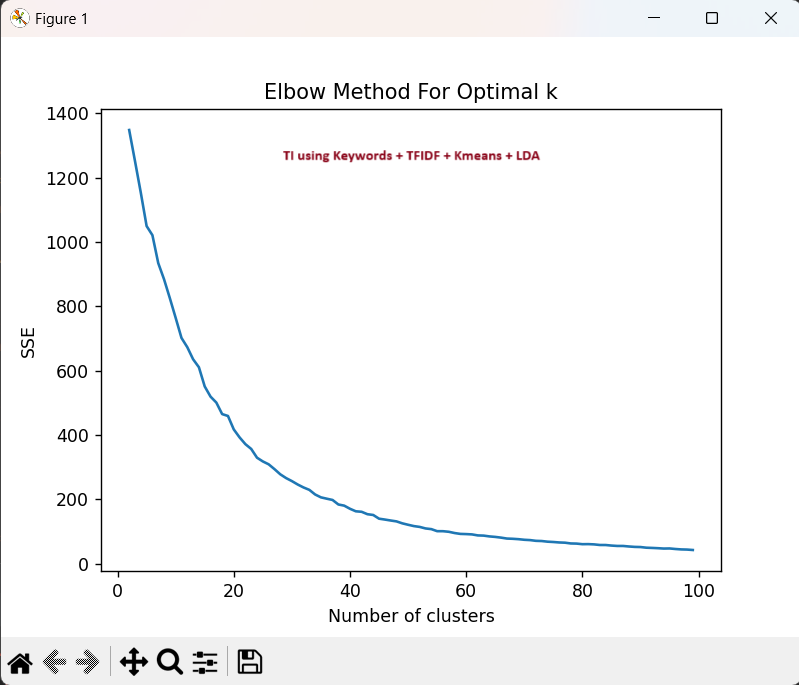 Figure 1
Elbow Method For Optimal k
TI using Keywords + TFIDF + Kmeans + LDA
1400
1200
1000
800
600
400
200
0
SSE
0 20 40 60 80 100
Number of clusters